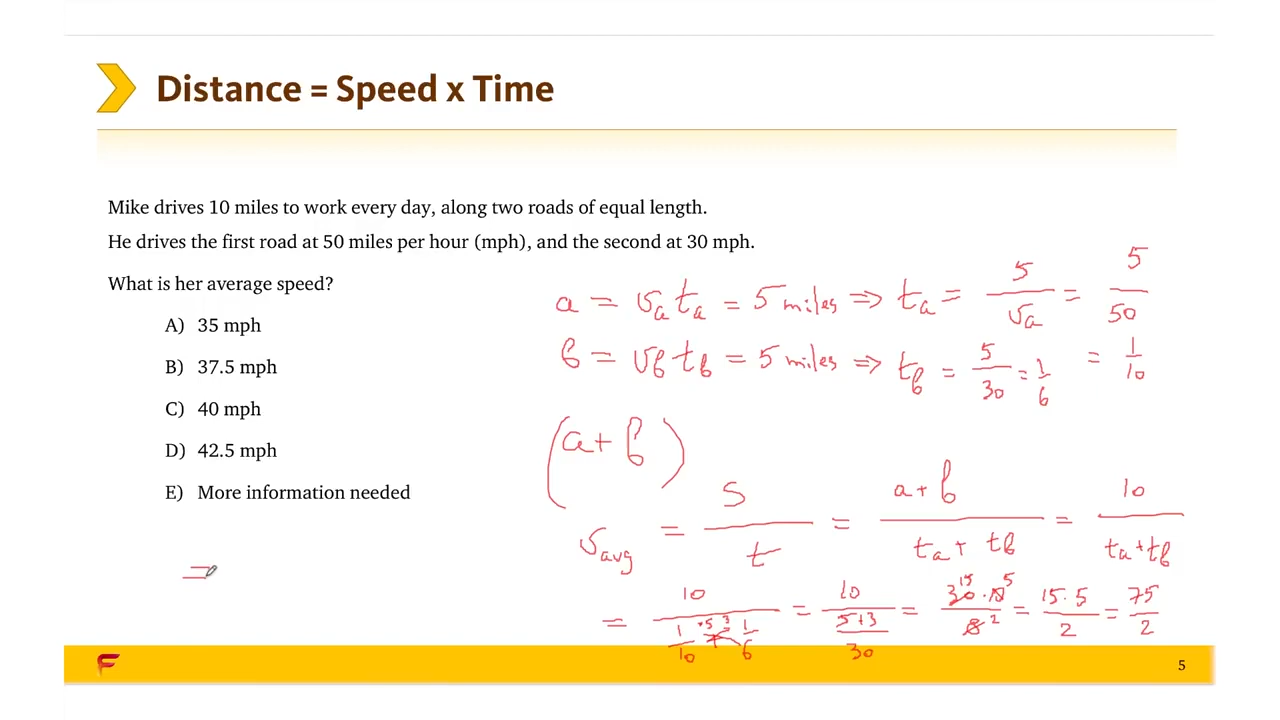 Distance = Speed x Time
Mike drives 10 miles to work every day, along two roads of equal length.
He drives the first road at 50 miles per hour (mph), and the second at 30 mph.
What is her average speed?
A) 35 mph
B) 37.5 mph
C) 40 mph
D) 42.5 mph
E) More information needed
a = v_a t_a = 5 miles ⇒ t_a = 5/v_a = 5/50
= 1/10
b = v_b t_b = 5 miles ⇒ t_b = 5/30 = 1/6
(a + b)
v_avg = S/t = (a + b)/(t_a + t_b) = 10/(t_a + t_b)
= 10/(1/10 + 1/6) = 10/((5+3)/30) = 30 · 10/8 = 15 · 5/2 = 75/2
=
F
5